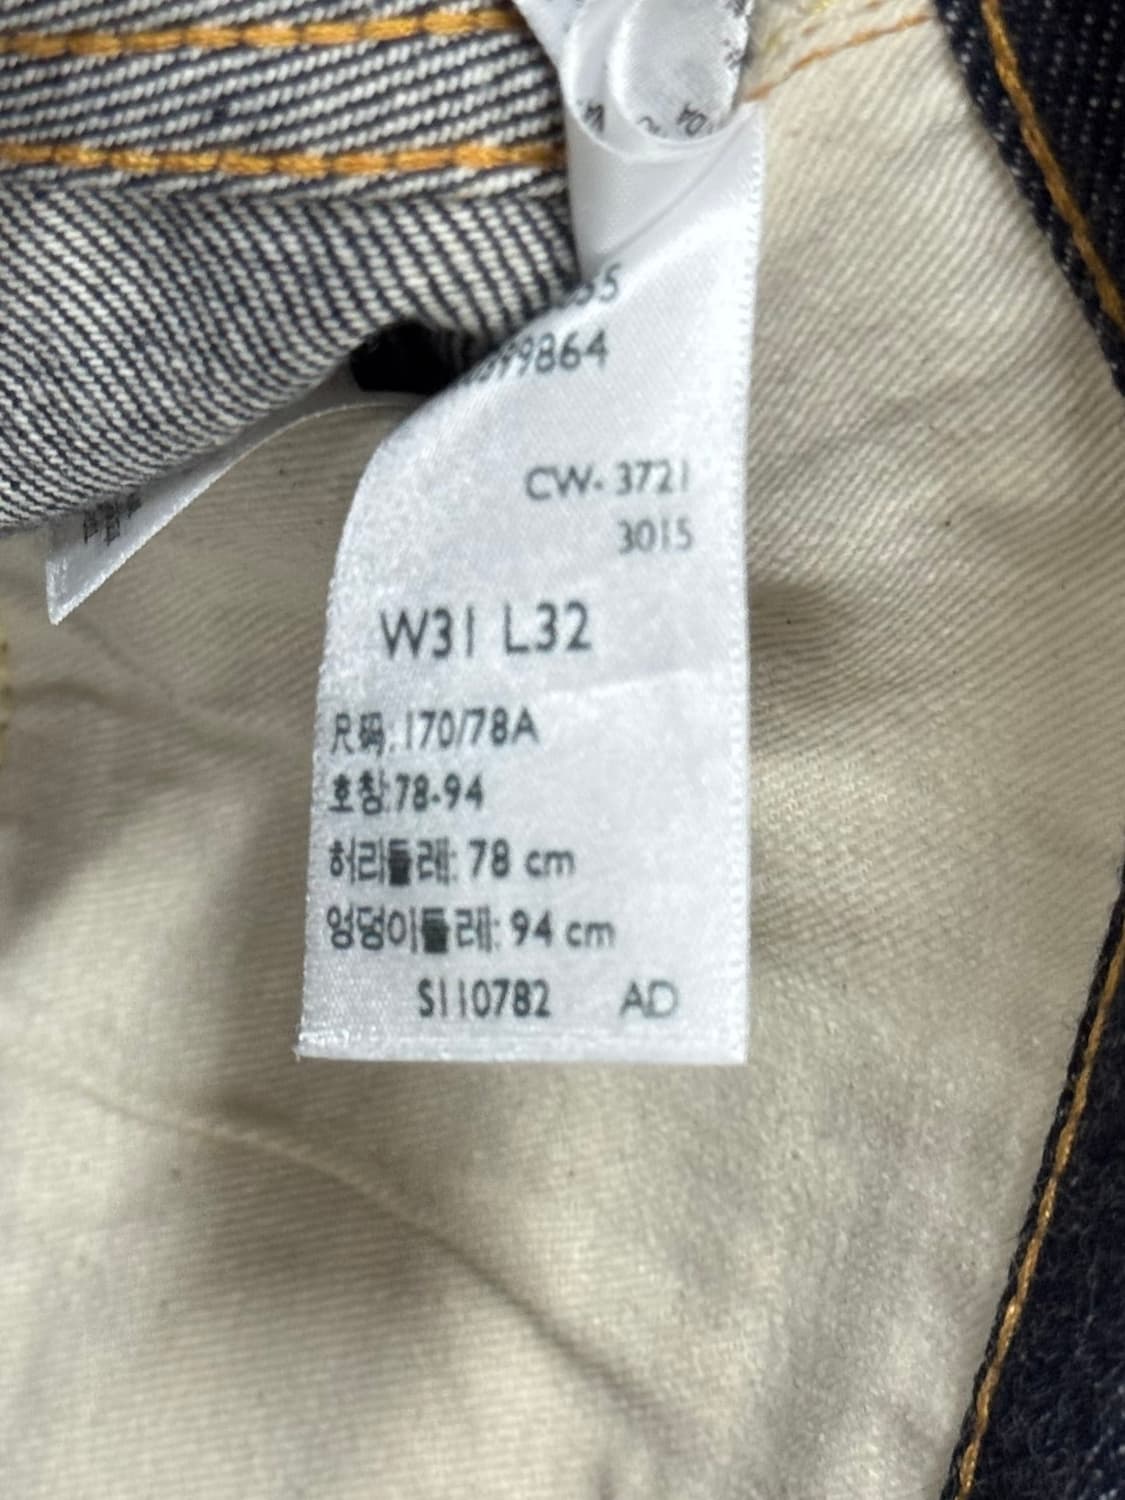 99864
CW- 3721
3015
W31 L32
尺码: 170/78A
호칭:78-94
허리둘레: 78 cm
엉덩이둘레: 94 cm
S110782 AD